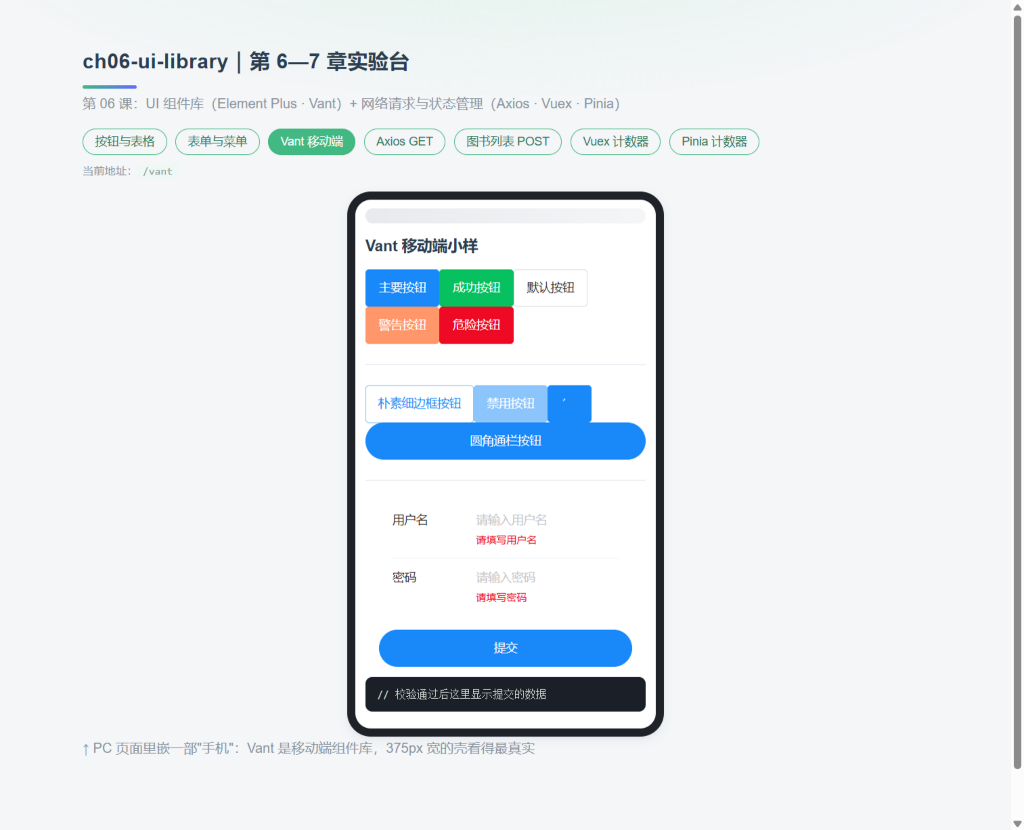 ch06-ui-library｜第 6—7 章实验台
第 06 课：UI 组件库（Element Plus · Vant）+ 网络请求与状态管理（Axios · Vuex · Pinia）
按钮与表格 表单与菜单 Vant 移动端 Axios GET 图书列表 POST Vuex 计数器 Pinia 计数器
当前地址： /vant
Vant 移动端小样
主要按钮 成功按钮 默认按钮
警告按钮 危险按钮
朴素细边框按钮 禁用按钮
圆角通栏按钮
用户名 请输入用户名
请填写用户名
密码 请输入密码
请填写密码
提交
// 校验通过后这里显示提交的数据
↑ PC 页面里嵌一部"手机"：Vant 是移动端组件库，375px 宽的壳看得最真实